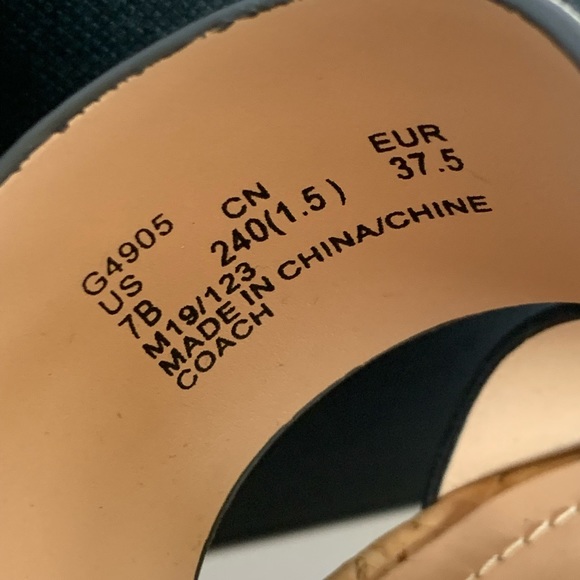 G4905
US CN EUR
7B 240(1.5) 37.5
M19/123
MADE IN CHINA/CHINE
COACH